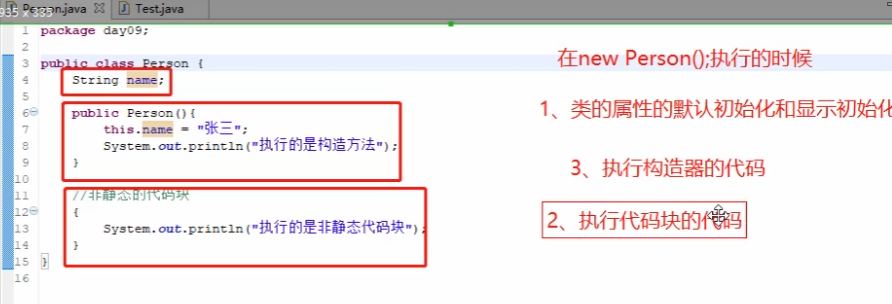 Person.java Test.java
935 x 335
1 package day09;
2
3 public class Person {
4 String name;
5
6 public Person(){
7 this.name = "张三";
8 System.out.println("执行的是构造方法");
9 }
10
11 //非静态的代码块
12 {
13 System.out.println("执行的是非静态代码块");
14 }
15 }
16
在new Person();执行的时候
1、类的属性的默认初始化和显示初始化
3、执行构造器的代码
2、执行代码块的代码